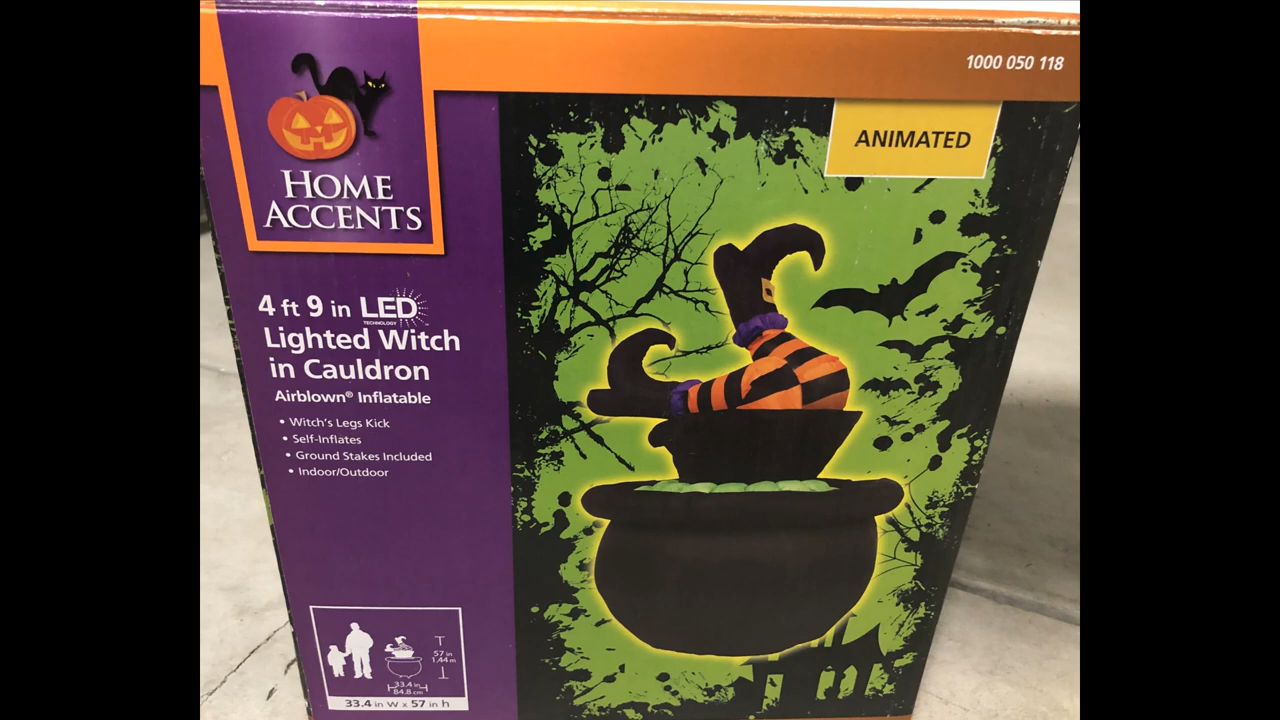 1000 050 118
ANIMATED
HOME
ACCENTS
4 ft 9 in LED
TECHNOLOGY
Lighted Witch
in Cauldron
Airblown® Inflatable
• Witch's Legs Kick
• Self-Inflates
• Ground Stakes Included
• Indoor/Outdoor
57 in
1.44 m
33.4 in
84.8 cm
33.4 in W x 57 in h